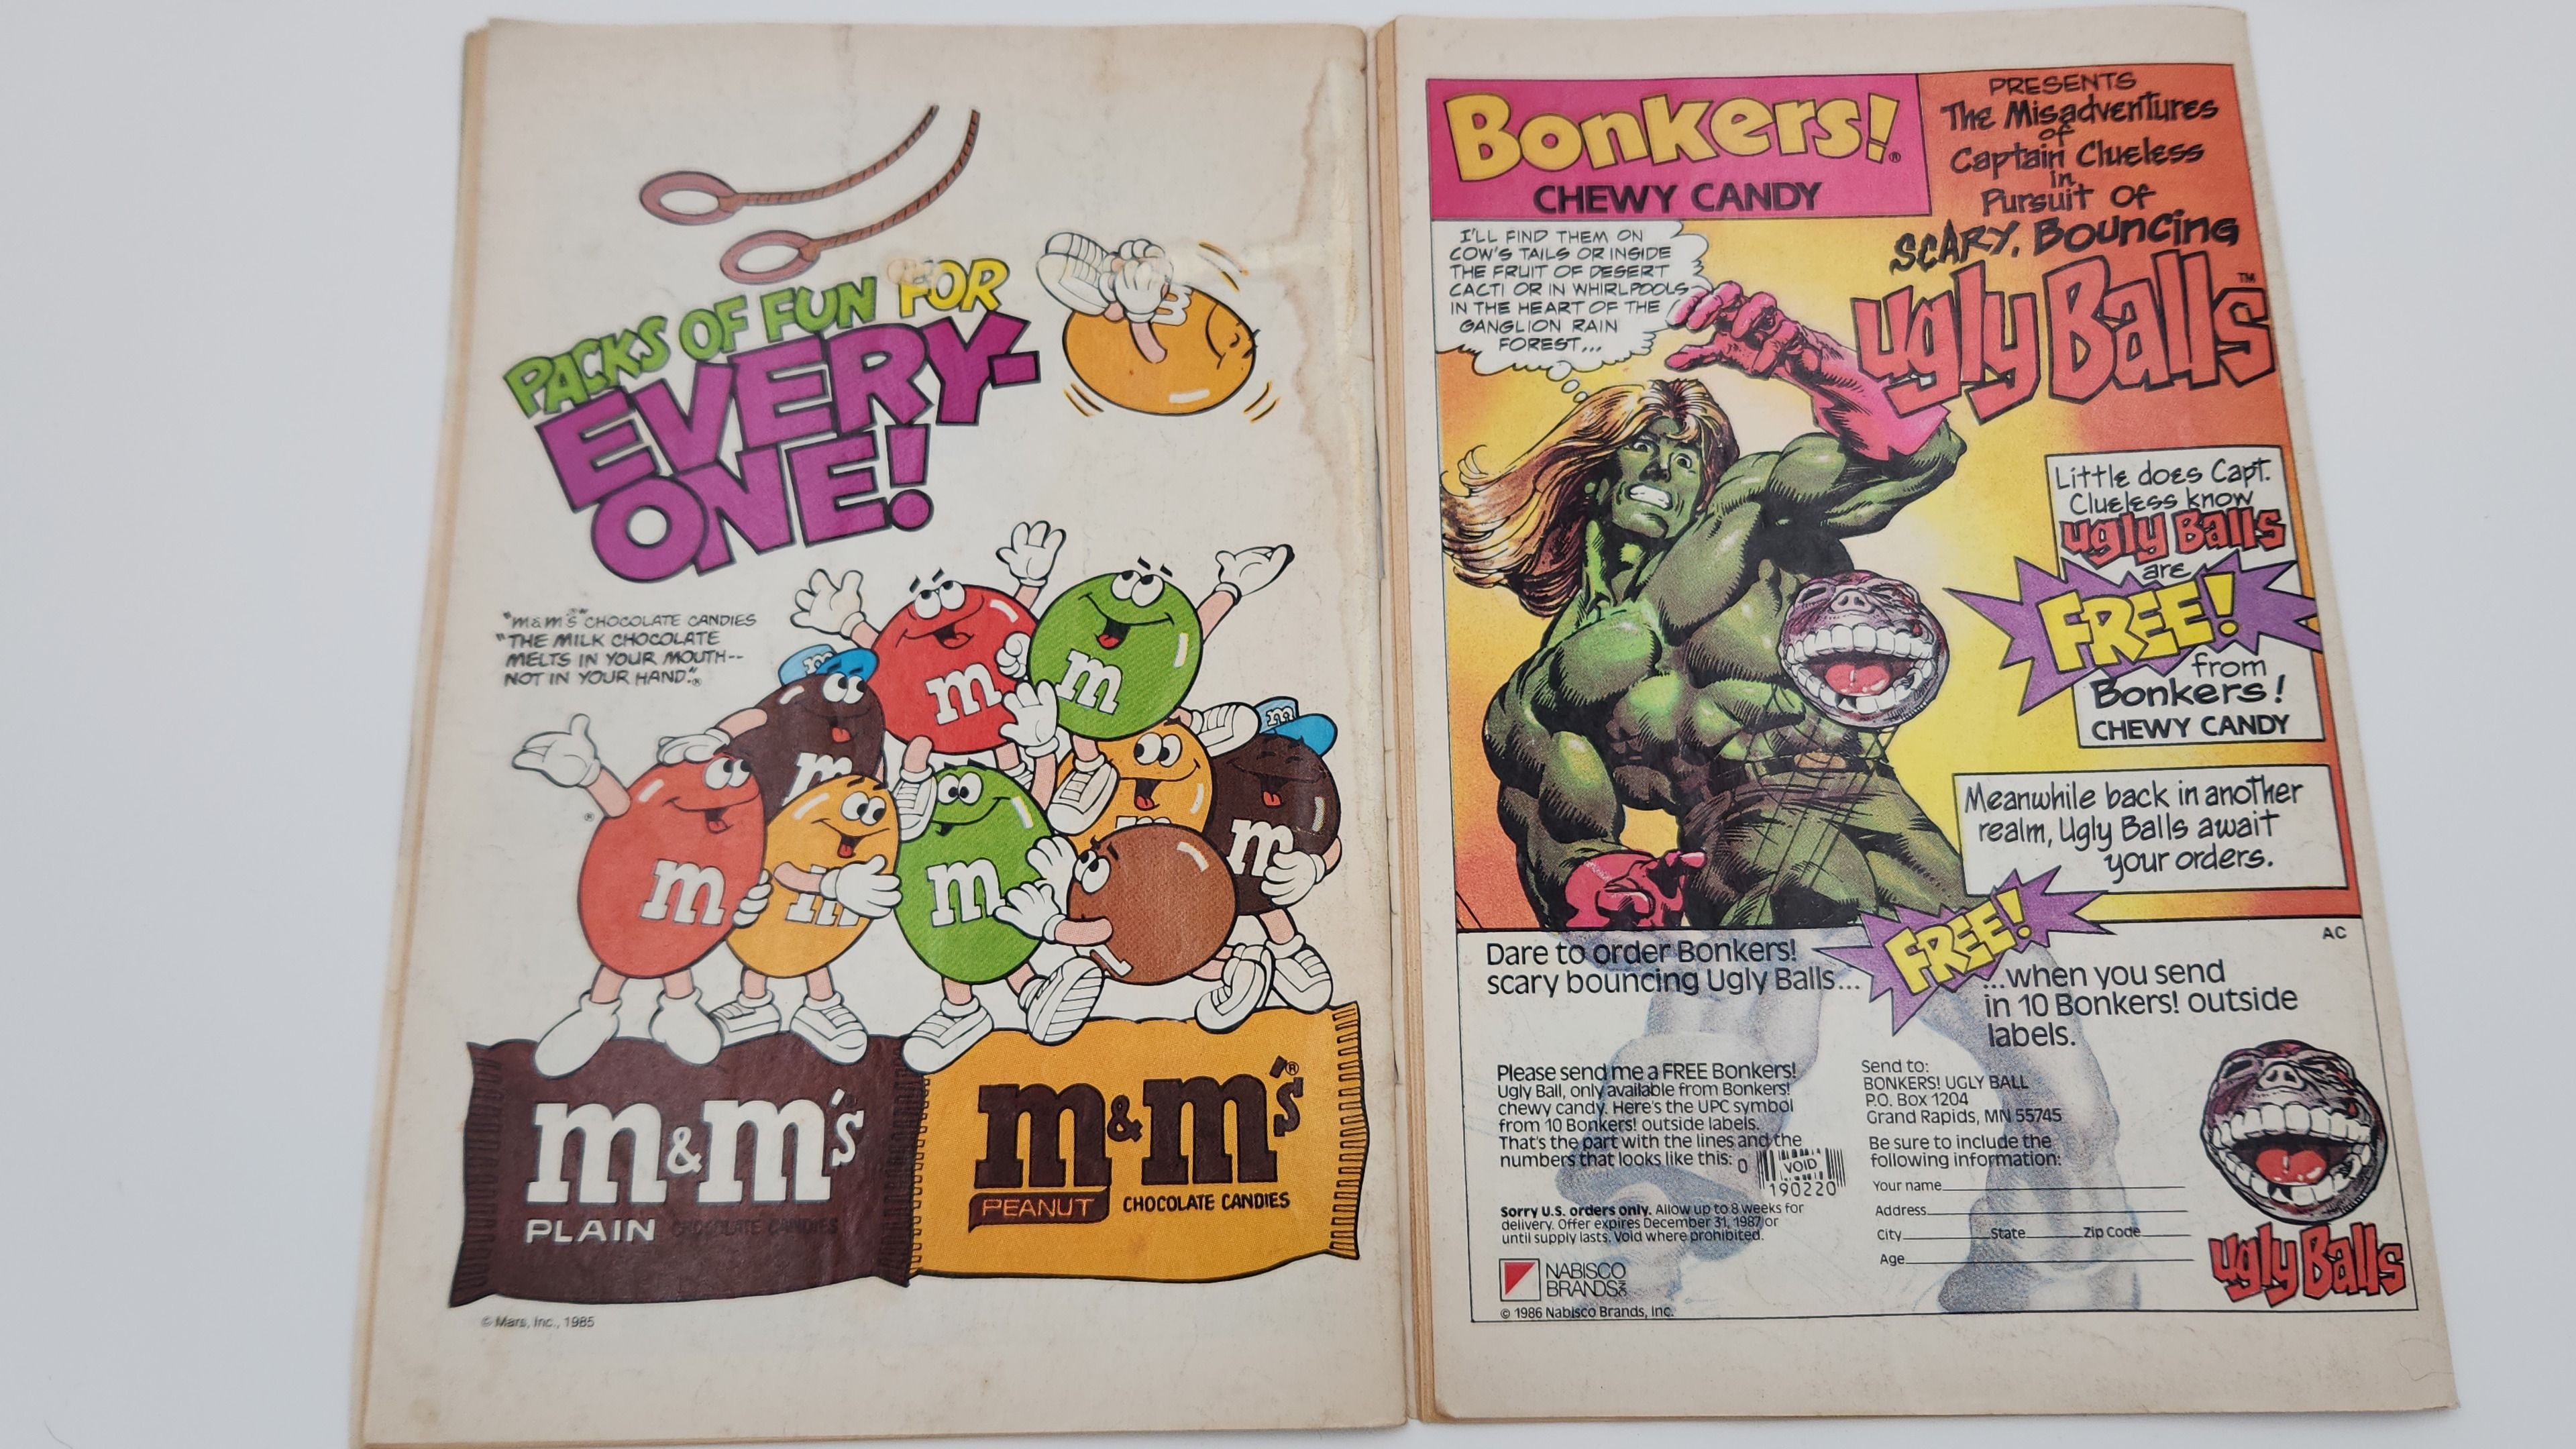 PACKS OF FUN FOR
EVERY-
ONE!
"m&m's"® CHOCOLATE CANDIES
"THE MILK CHOCOLATE
MELTS IN YOUR MOUTH--
NOT IN YOUR HAND."®
m
m
m
m
m
m
m
m
m
m
®
m&m's
PLAIN CHOCOLATE CANDIES
m&m's®
PEANUT CHOCOLATE CANDIES
© Mars, Inc., 1985
Bonkers!®
CHEWY CANDY
PRESENTS
The Misadventures
of
Captain Clueless
in
Pursuit Of
SCARY, Bouncing
ugly Balls™
I'LL FIND THEM ON
COW'S TAILS OR INSIDE
THE FRUIT OF DESERT
CACTI OR IN WHIRLPOOLS
IN THE HEART OF THE
GANGLION RAIN
FOREST...
Little does Capt.
Clueless know
ugly Balls
are
FREE!
from
Bonkers!
CHEWY CANDY
Meanwhile back in another
realm, Ugly Balls await
your orders.
AC
Dare to order Bonkers!
scary bouncing Ugly Balls...
FREE!
...when you send
in 10 Bonkers! outside
labels.
Please send me a FREE Bonkers!
Ugly Ball, only available from Bonkers!
chewy candy. Here's the UPC symbol
from 10 Bonkers! outside labels.
That's the part with the lines and the
numbers that looks like this: 0
VOID
190220
Sorry U.S. orders only. Allow up to 8 weeks for
delivery. Offer expires December 31, 1987 or
until supply lasts. Void where prohibited.
NABISCO
BRANDS INC
© 1986 Nabisco Brands, Inc.
Send to:
BONKERS! UGLY BALL
P.O. Box 1204
Grand Rapids, MN 55745
Be sure to include the
following information:
Your name
Address
City State Zip Code
Age
ugly Balls